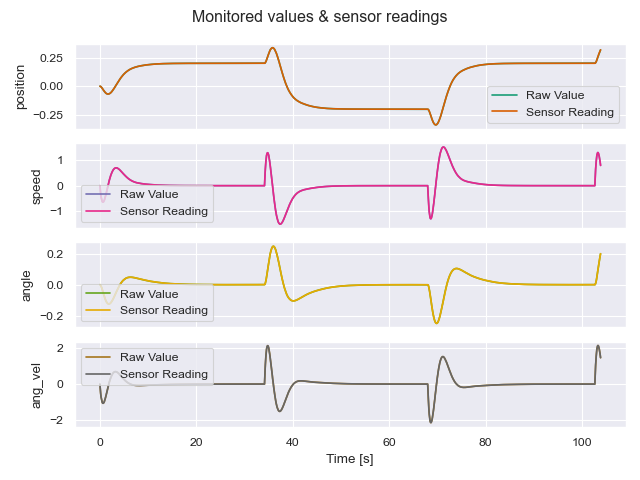 Monitored values & sensor readings
position
0.25
0.00
−0.25
Raw Value
Sensor Reading
speed
1
0
−1
Raw Value
Sensor Reading
angle
0.2
0.0
−0.2
Raw Value
Sensor Reading
ang_vel
2
0
−2
Raw Value
Sensor Reading
0
20
40
60
80
100
Time [s]